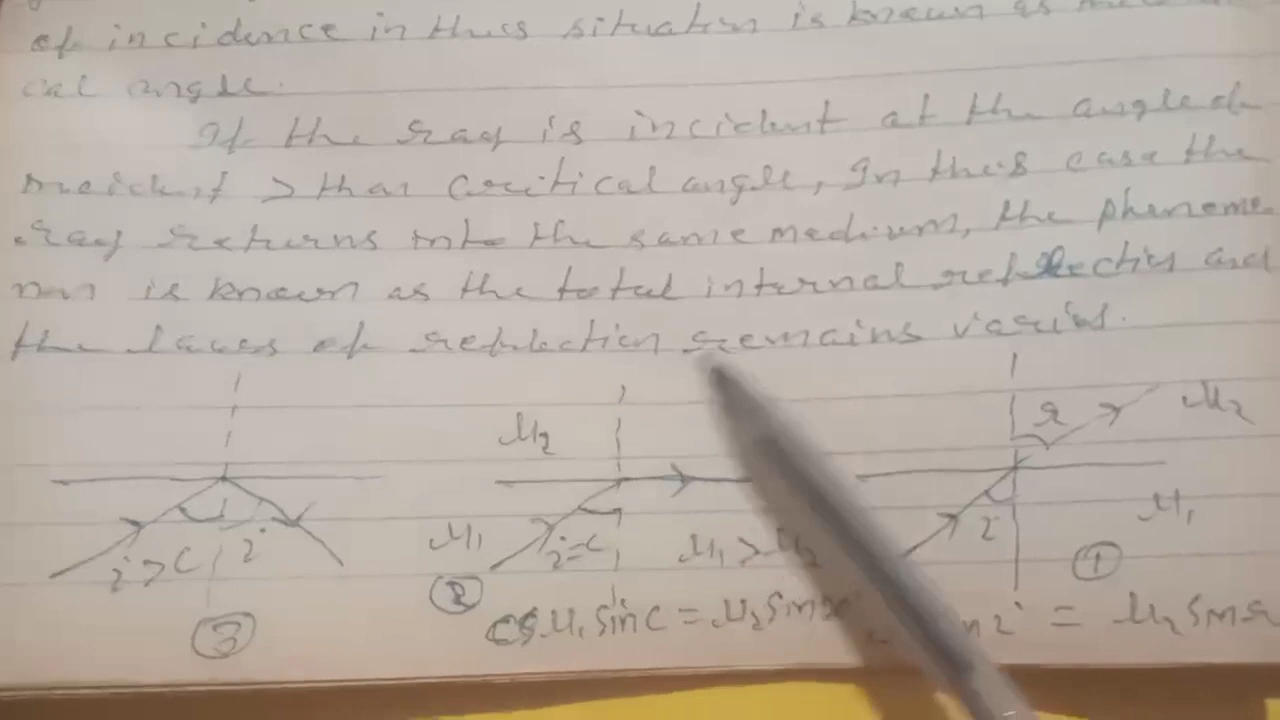 of incidence in this situation is known as
cal angle.
If the ray is incident at the angle of
incident > than critical angle, In this case the
ray returns into the same medium, the phenome
non is known as the total internal reflection and
the laws of reflection remains
μ2
r
μ2
i>C
i
μ1
i=C
μ1 > μ2
i
μ1
①
②
③
μ1 sin c = μ2 sin
= μ2 sin r